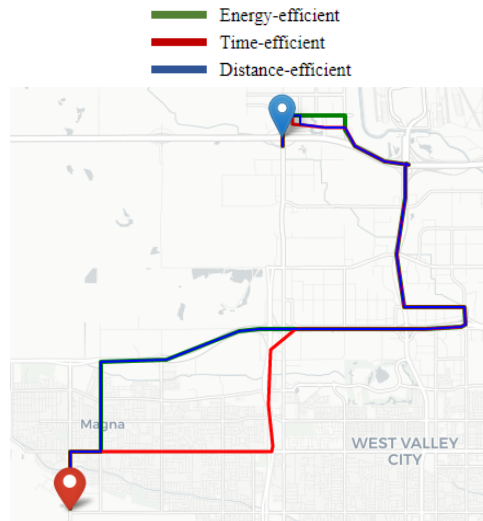 Energy-efficient
Time-efficient
Distance-efficient
Magna
WEST VALLEY
CITY